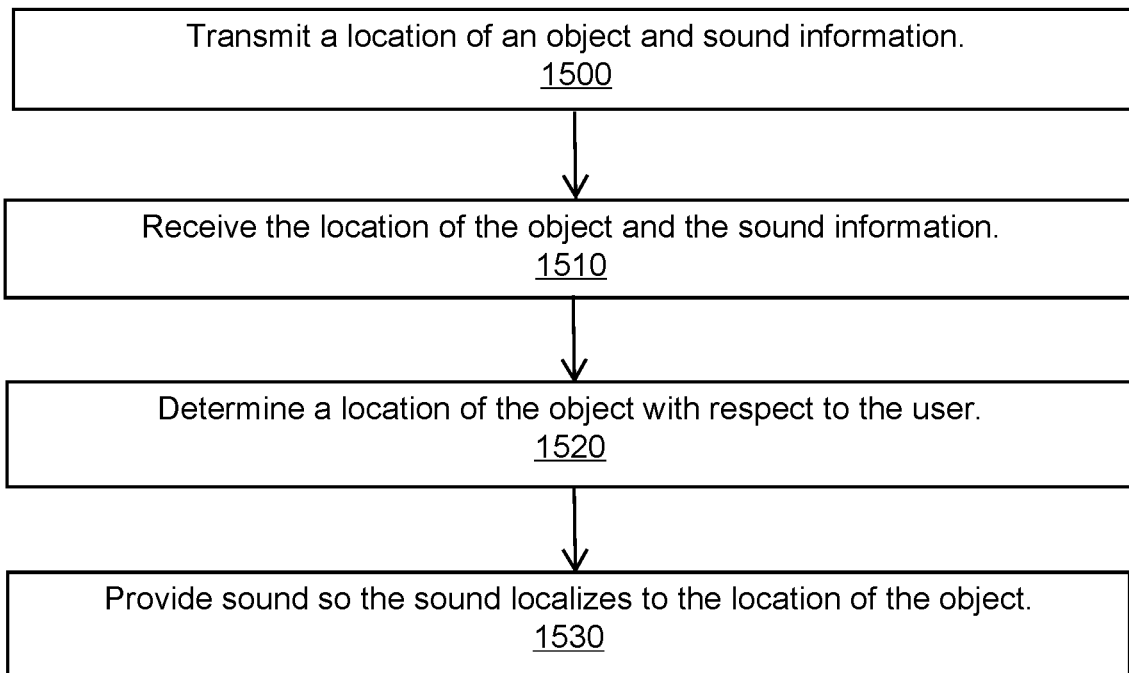 Transmit a location of an object and sound information.
1500
Receive the location of the object and the sound information.
1510
Determine a location of the object with respect to the user.
1520
Provide sound so the sound localizes to the location of the object.
1530